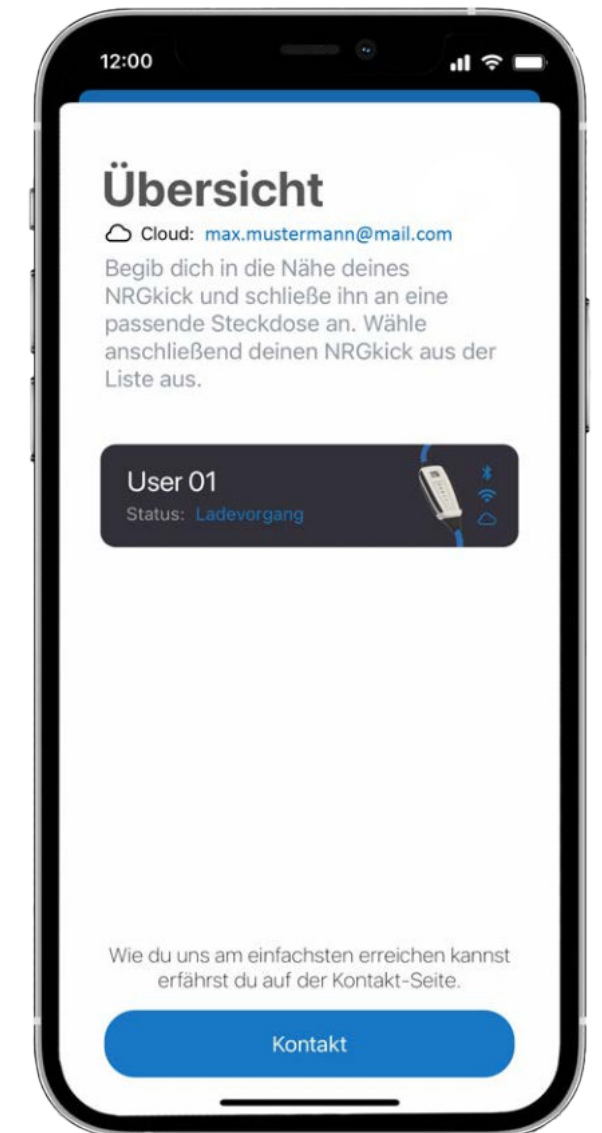 12:00
Übersicht
Cloud: max.mustermann@mail.com
Begib dich in die Nähe deines
NRGkick und schließe ihn an eine
passende Steckdose an. Wähle
anschließend deinen NRGkick aus der
Liste aus.
User 01
Status: Ladevorgang
Wie du uns am einfachsten erreichen kannst
erfährst du auf der Kontakt-Seite.
Kontakt